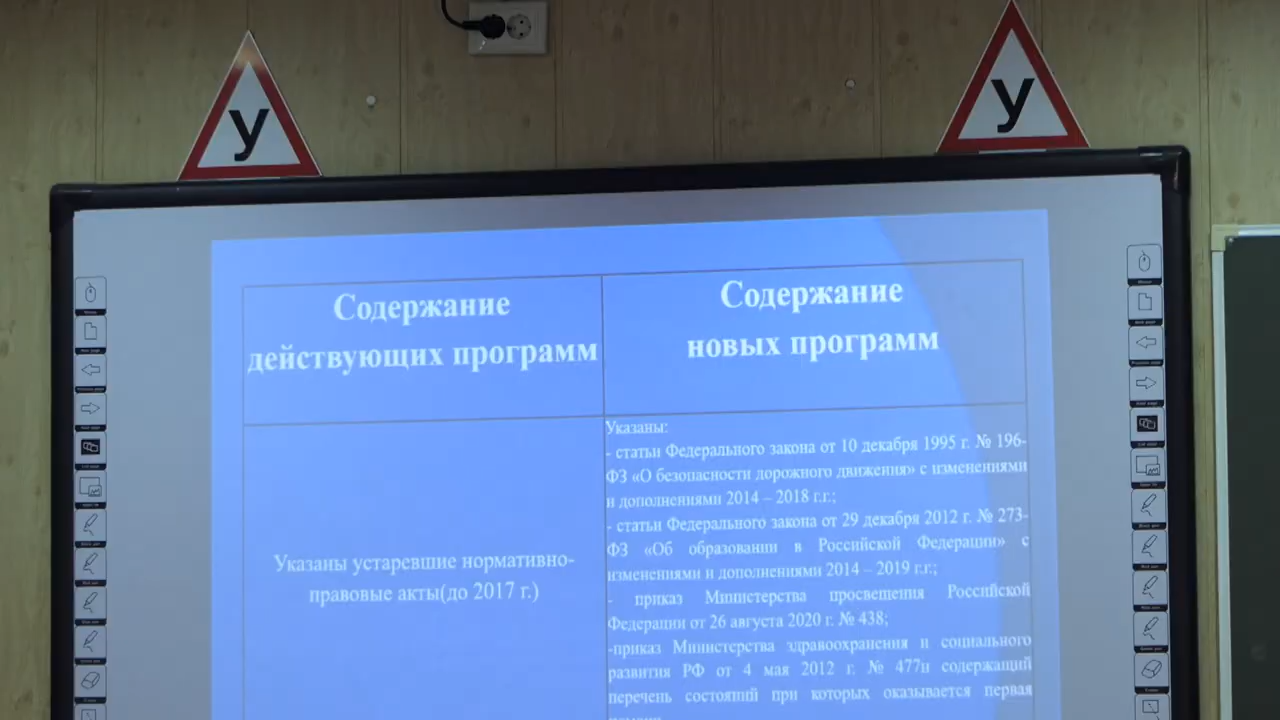 У
У
Содержание
действующих программ
Содержание
новых программ
Указаны устаревшие нормативно-
правовые акты(до 2017 г.)
Указаны:
- статьи Федерального закона от 10 декабря 1995 г. № 196-
ФЗ «О безопасности дорожного движения» с изменениями
и дополнениями 2014 – 2018 г.г.;
- статьи Федерального закона от 29 декабря 2012 г. № 273-
ФЗ «Об образовании в Российской Федерации» с
изменениями и дополнениями 2014 – 2019 г.г.;
- приказ Министерства просвещения Российской
Федерации от 26 августа 2020 г. № 438;
-приказ Министерства здравоохранения и социального
развития РФ от 4 мая 2012 г. № 477н содержащий
перечень состояний при которых оказывается первая